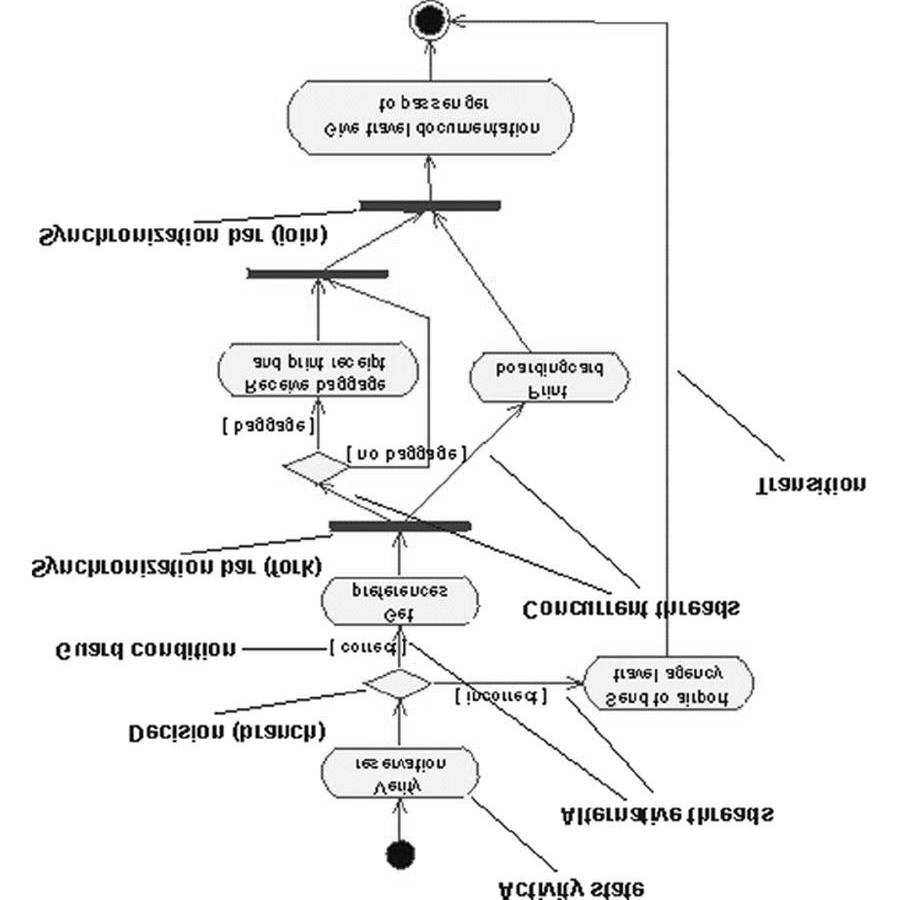 Activity state
Verify
reservation
Alternative threads
Decision (branch)
[ incorrect ]
Send to airport
travel agency
Guard condition
[ correct ]
Get
preferences
Concurrent threads
Synchronization bar (fork)
Transition
[ no baggage ]
[ baggage ]
Receive baggage
and print receipt
Print
boardingcard
Synchronization bar (join)
Give travel documentation
to passenger